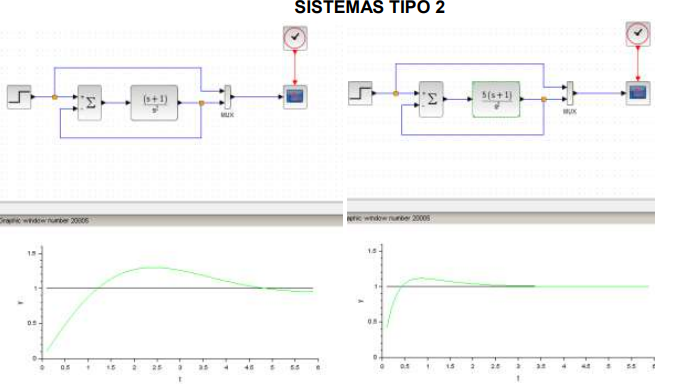 SISTEMAS TIPO 2
Σ
(s+1)
s²
MUX
Σ
5(s+1)
s²
MUX
Graphic window number 20005
aphic window number 20005
1.5
1
0.5
0
y
0 0.5 1 1.5 2 2.5 3 3.5 4 4.5 5 5.5 6
t
1.5
1
0.5
0
y
0 0.5 1 1.5 2 2.5 3 3.5 4 4.5 5 5.5 6
t